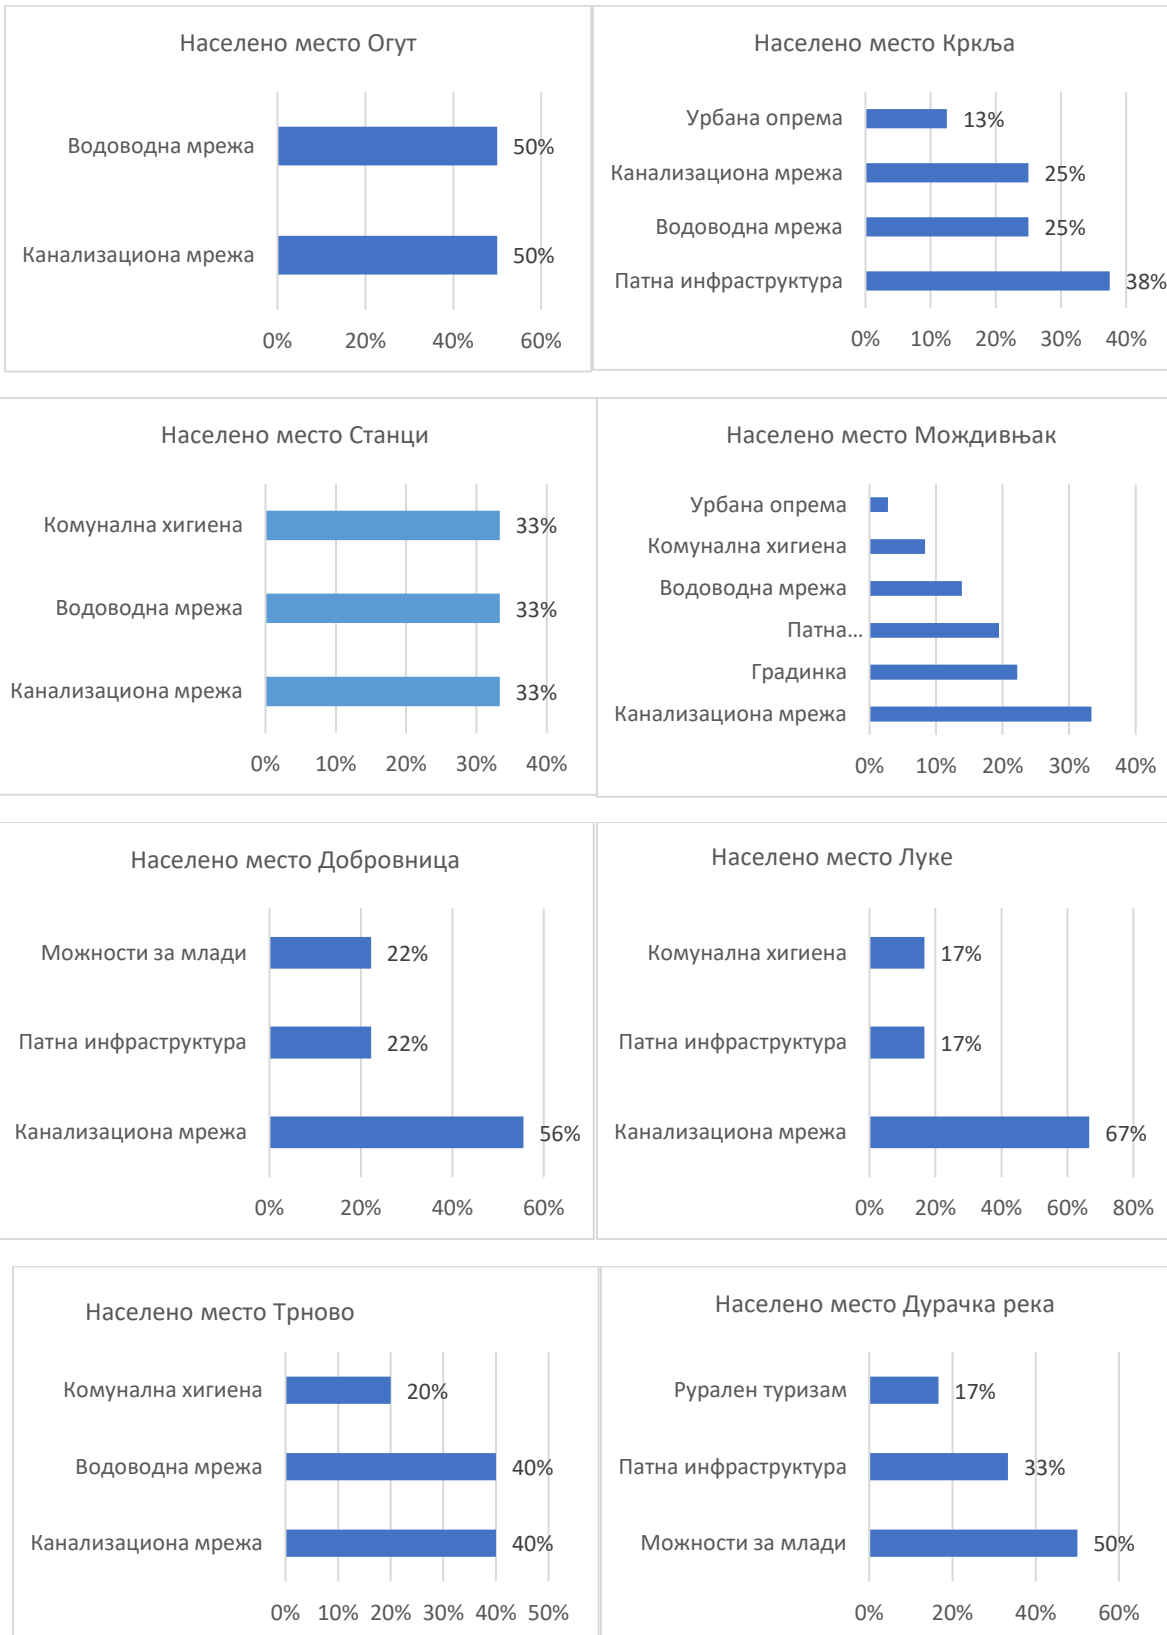 Населено место Огут
Водоводна мрежа
50%
Канализациона мрежа
50%
0% 20% 40% 60%
Населено место Кркља
Урбана опрема
13%
Канализациона мрежа
25%
Водоводна мрежа
25%
Патна инфраструктура
38%
0% 10% 20% 30% 40%
Населено место Станци
Комунална хигиена
33%
Водоводна мрежа
33%
Канализациона мрежа
33%
0% 10% 20% 30% 40%
Населено место Мождивњак
Урбана опрема
Комунална хигиена
Водоводна мрежа
Патна...
Градинка
Канализациона мрежа
0% 10% 20% 30% 40%
Населено место Добровница
Можности за млади
22%
Патна инфраструктура
22%
Канализациона мрежа
56%
0% 20% 40% 60%
Населено место Луке
Комунална хигиена
17%
Патна инфраструктура
17%
Канализациона мрежа
67%
0% 20% 40% 60% 80%
Населено место Трново
Комунална хигиена
20%
Водоводна мрежа
40%
Канализациона мрежа
40%
0% 10% 20% 30% 40% 50%
Населено место Дурачка река
Рурален туризам
17%
Патна инфраструктура
33%
Можности за млади
50%
0% 20% 40% 60%